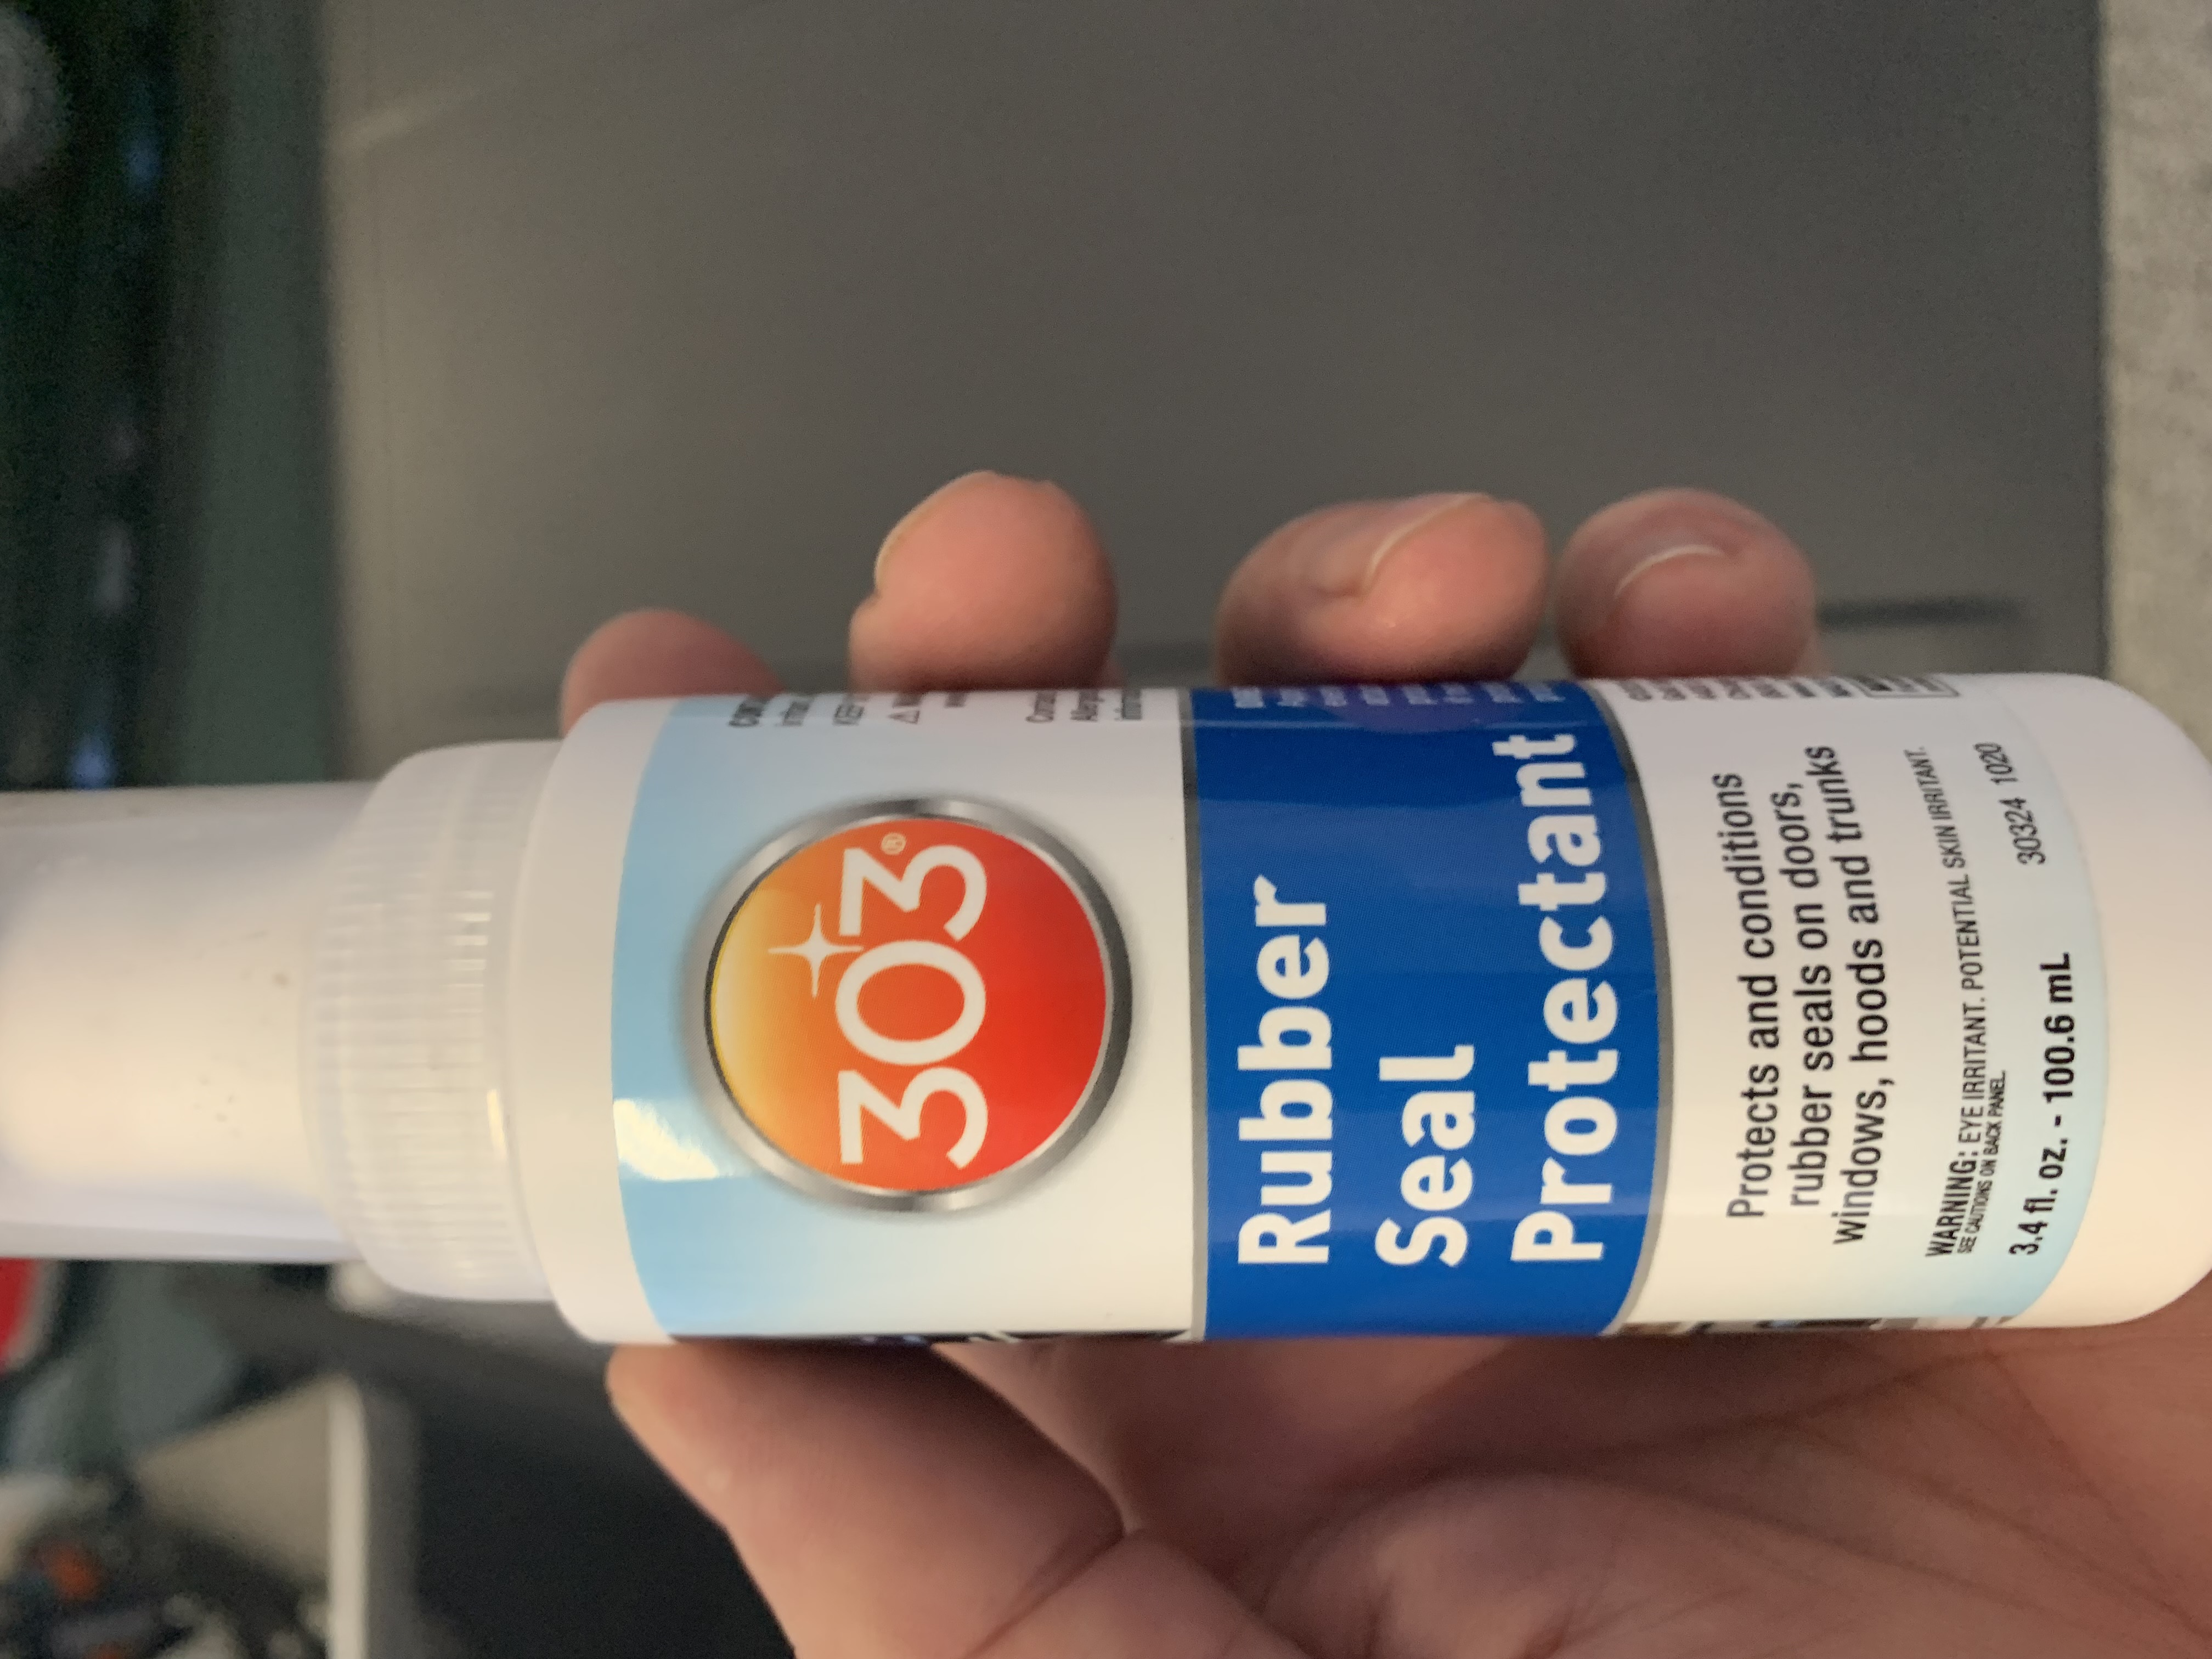 303®
Rubber
Seal
Protectant
Protects and conditions
rubber seals on doors,
windows, hoods and trunks
WARNING: EYE IRRITANT. POTENTIAL SKIN IRRITANT.
SEE CAUTIONS ON BACK PANEL.
3.4 fl. oz. - 100.6 mL
30324 1020